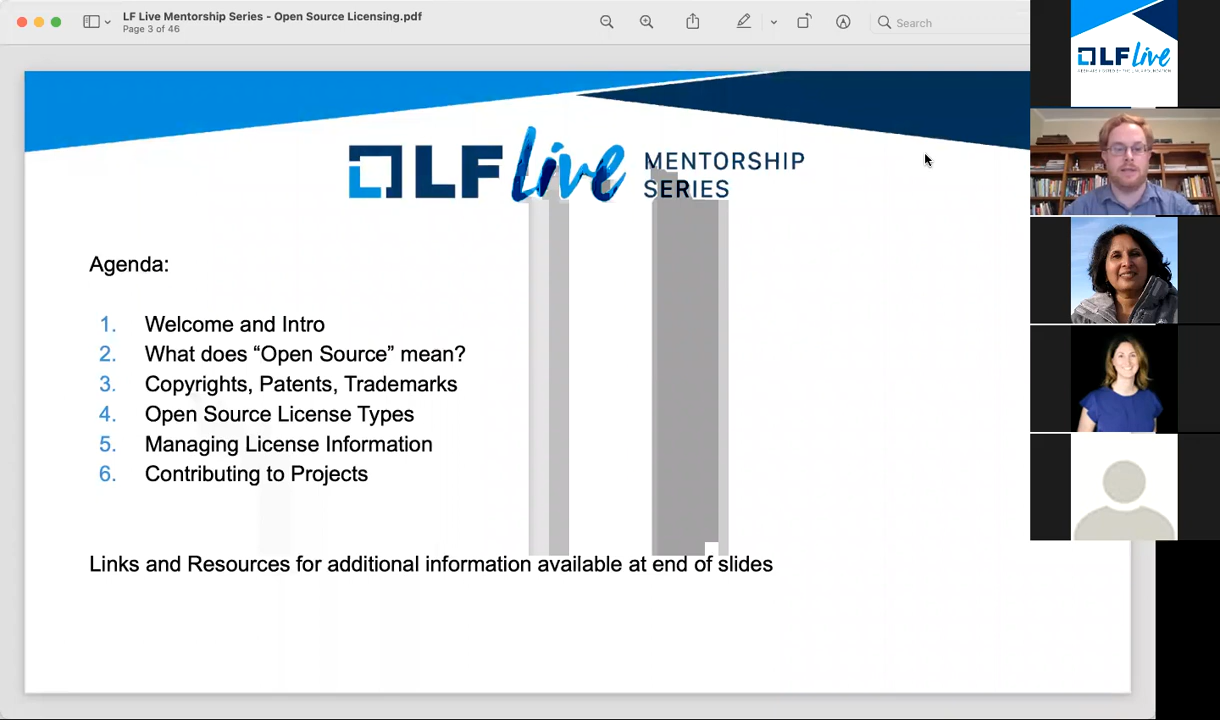 LF Live Mentorship Series - Open Source Licensing.pdf
Page 3 of 46
Search
LF Live MENTORSHIP
SERIES
Agenda:
1. Welcome and Intro
2. What does “Open Source” mean?
3. Copyrights, Patents, Trademarks
4. Open Source License Types
5. Managing License Information
6. Contributing to Projects
Links and Resources for additional information available at end of slides
LF Live